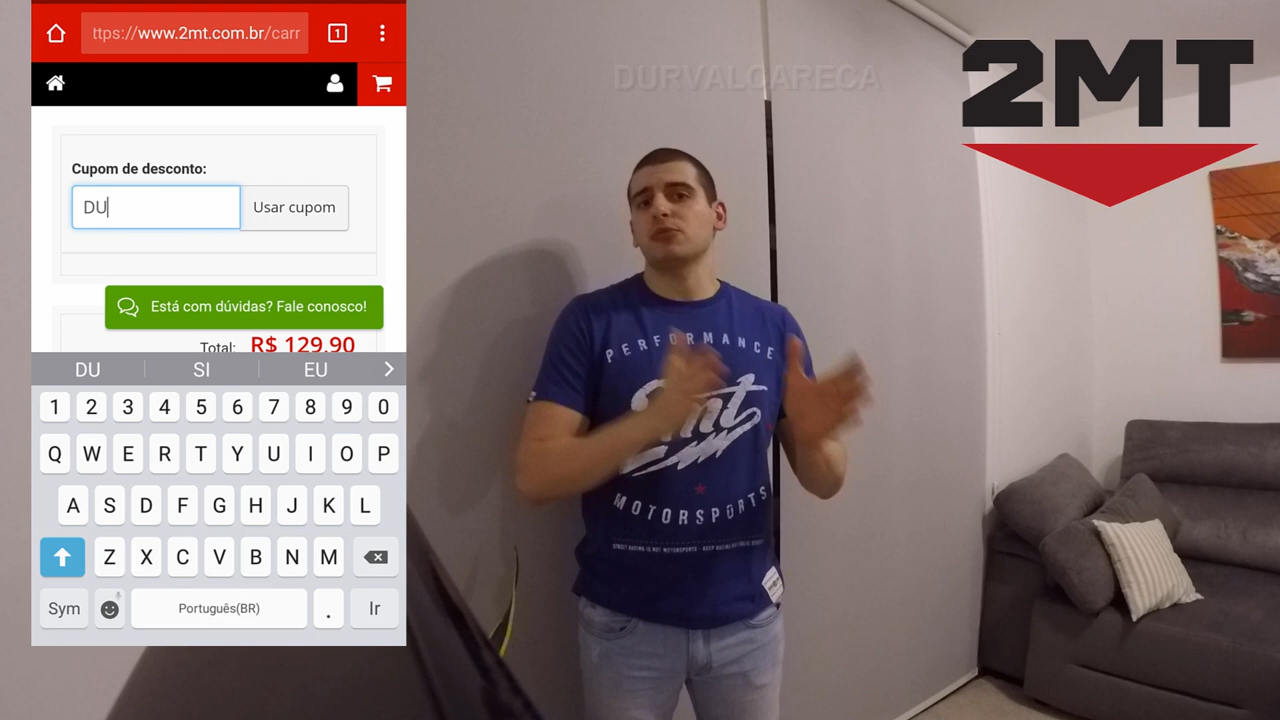 ttps://www.2mt.com.br/carr
1
Cupom de desconto:
DU
Usar cupom
Está com dúvidas? Fale conosco!
Total: R$ 129,90
DU SI EU
1 2 3 4 5 6 7 8 9 0
Q W E R T Y U I O P
A S D F G H J K L
Z X C V B N M
Sym Português(BR) . Ir
DURVALCARECA
PERFORMANCE
2mt
MOTORSPORTS
2MT